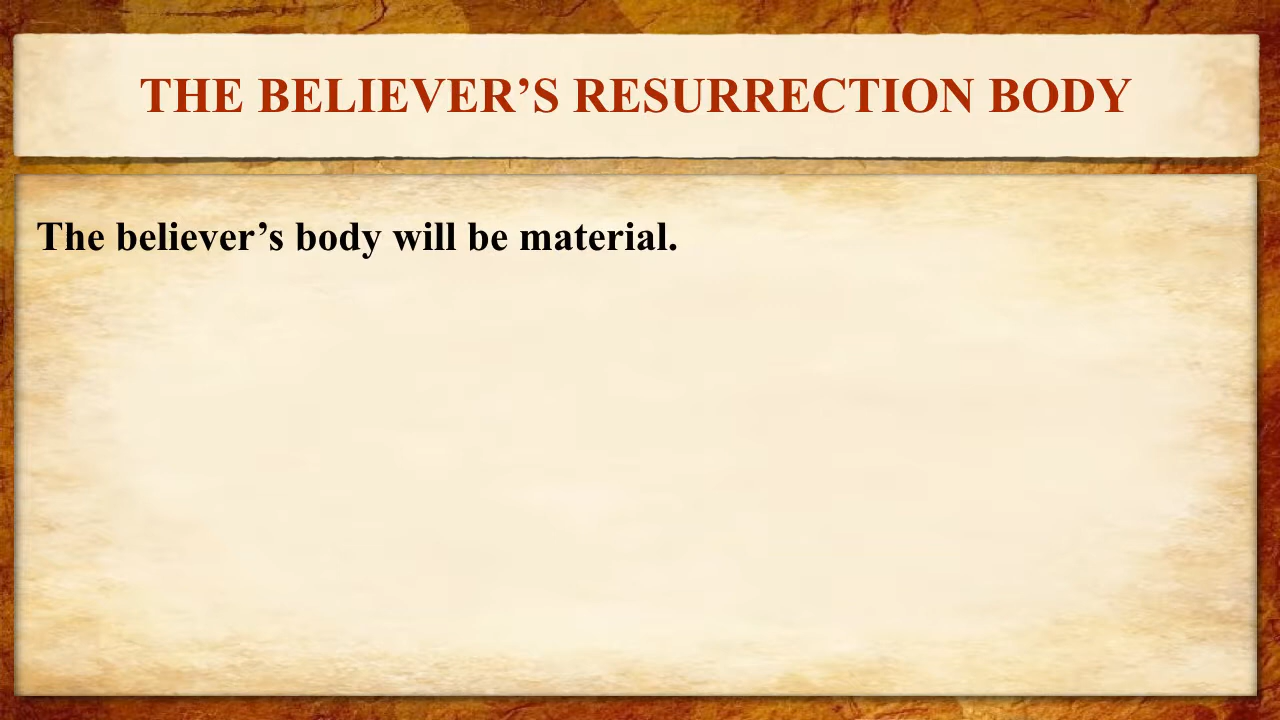 THE BELIEVER’S RESURRECTION BODY
The believer’s body will be material.